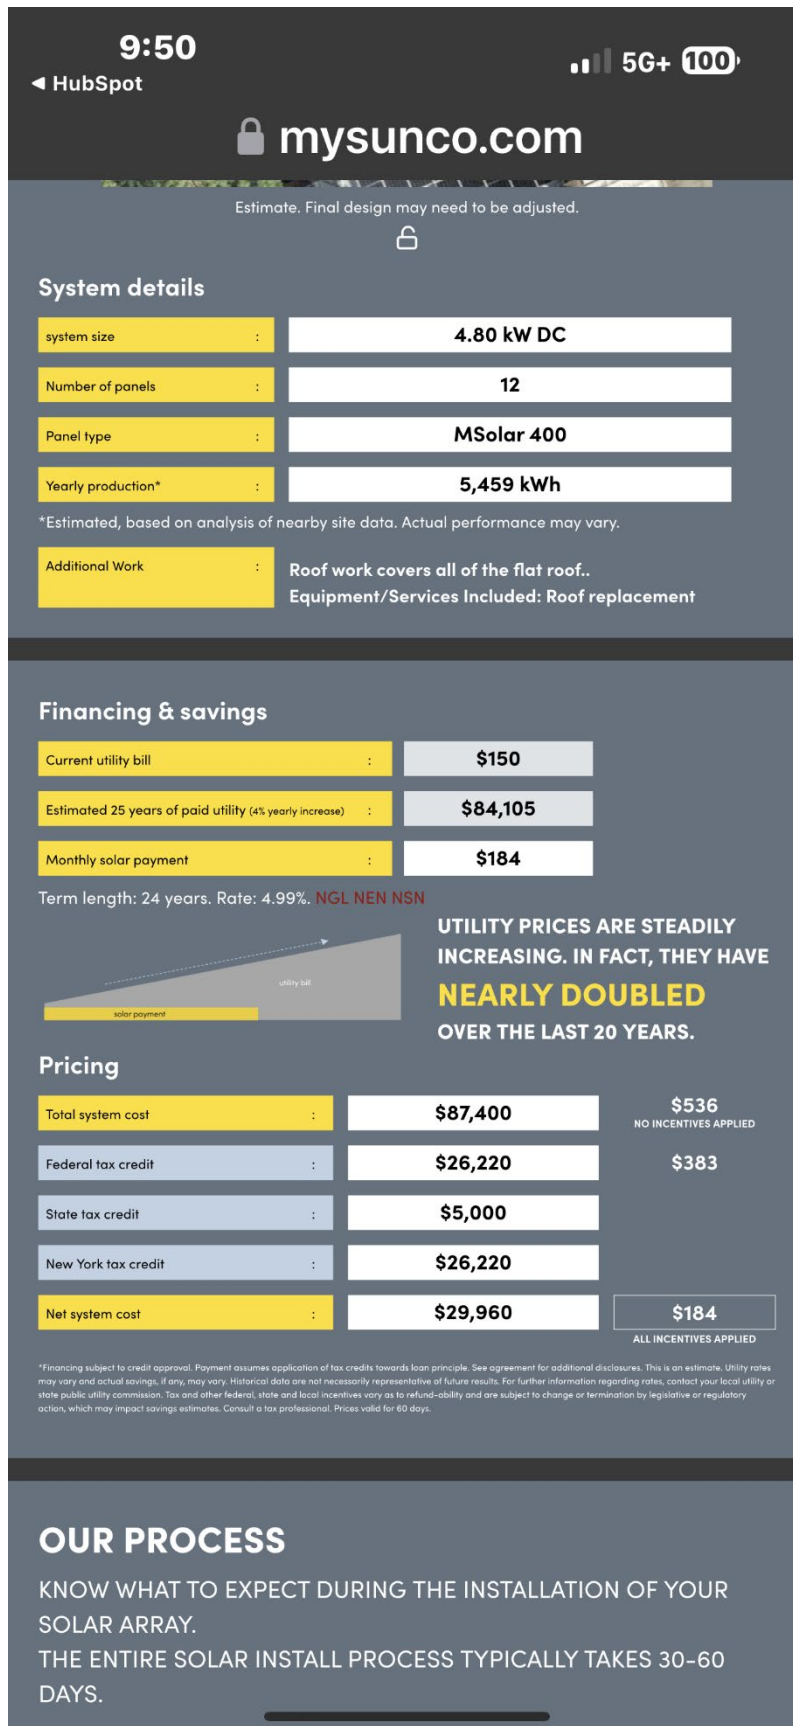 9:50
5G+ 100
◀ HubSpot
mysunco.com
Estimate. Final design may need to be adjusted.
System details
system size : 4.80 kW DC
Number of panels : 12
Panel type : MSolar 400
Yearly production* : 5,459 kWh
*Estimated, based on analysis of nearby site data. Actual performance may vary.
Additional Work : Roof work covers all of the flat roof..
Equipment/Services Included: Roof replacement
Financing & savings
Current utility bill : $150
Estimated 25 years of paid utility (4% yearly increase) : $84,105
Monthly solar payment : $184
Term length: 24 years. Rate: 4.99%. NGL NEN NSN
utility bill
solar payment
UTILITY PRICES ARE STEADILY
INCREASING. IN FACT, THEY HAVE
NEARLY DOUBLED
OVER THE LAST 20 YEARS.
Pricing
Total system cost : $87,400 $536
NO INCENTIVES APPLIED
Federal tax credit : $26,220 $383
State tax credit : $5,000
New York tax credit : $26,220
Net system cost : $29,960 $184
ALL INCENTIVES APPLIED
*Financing subject to credit approval. Payment assumes application of tax credits towards loan principle. See agreement for additional disclosures. This is an estimate. Utility rates
may vary and actual savings, if any, may vary. Historical data are not necessarily representative of future results. For further information regarding rates, contact your local utility or
state public utility commission. Tax and other federal, state and local incentives vary as to refund-ability and are subject to change or termination by legislative or regulatory
action, which may impact savings estimates. Consult a tax professional. Prices valid for 60 days.
OUR PROCESS
KNOW WHAT TO EXPECT DURING THE INSTALLATION OF YOUR
SOLAR ARRAY.
THE ENTIRE SOLAR INSTALL PROCESS TYPICALLY TAKES 30-60
DAYS.